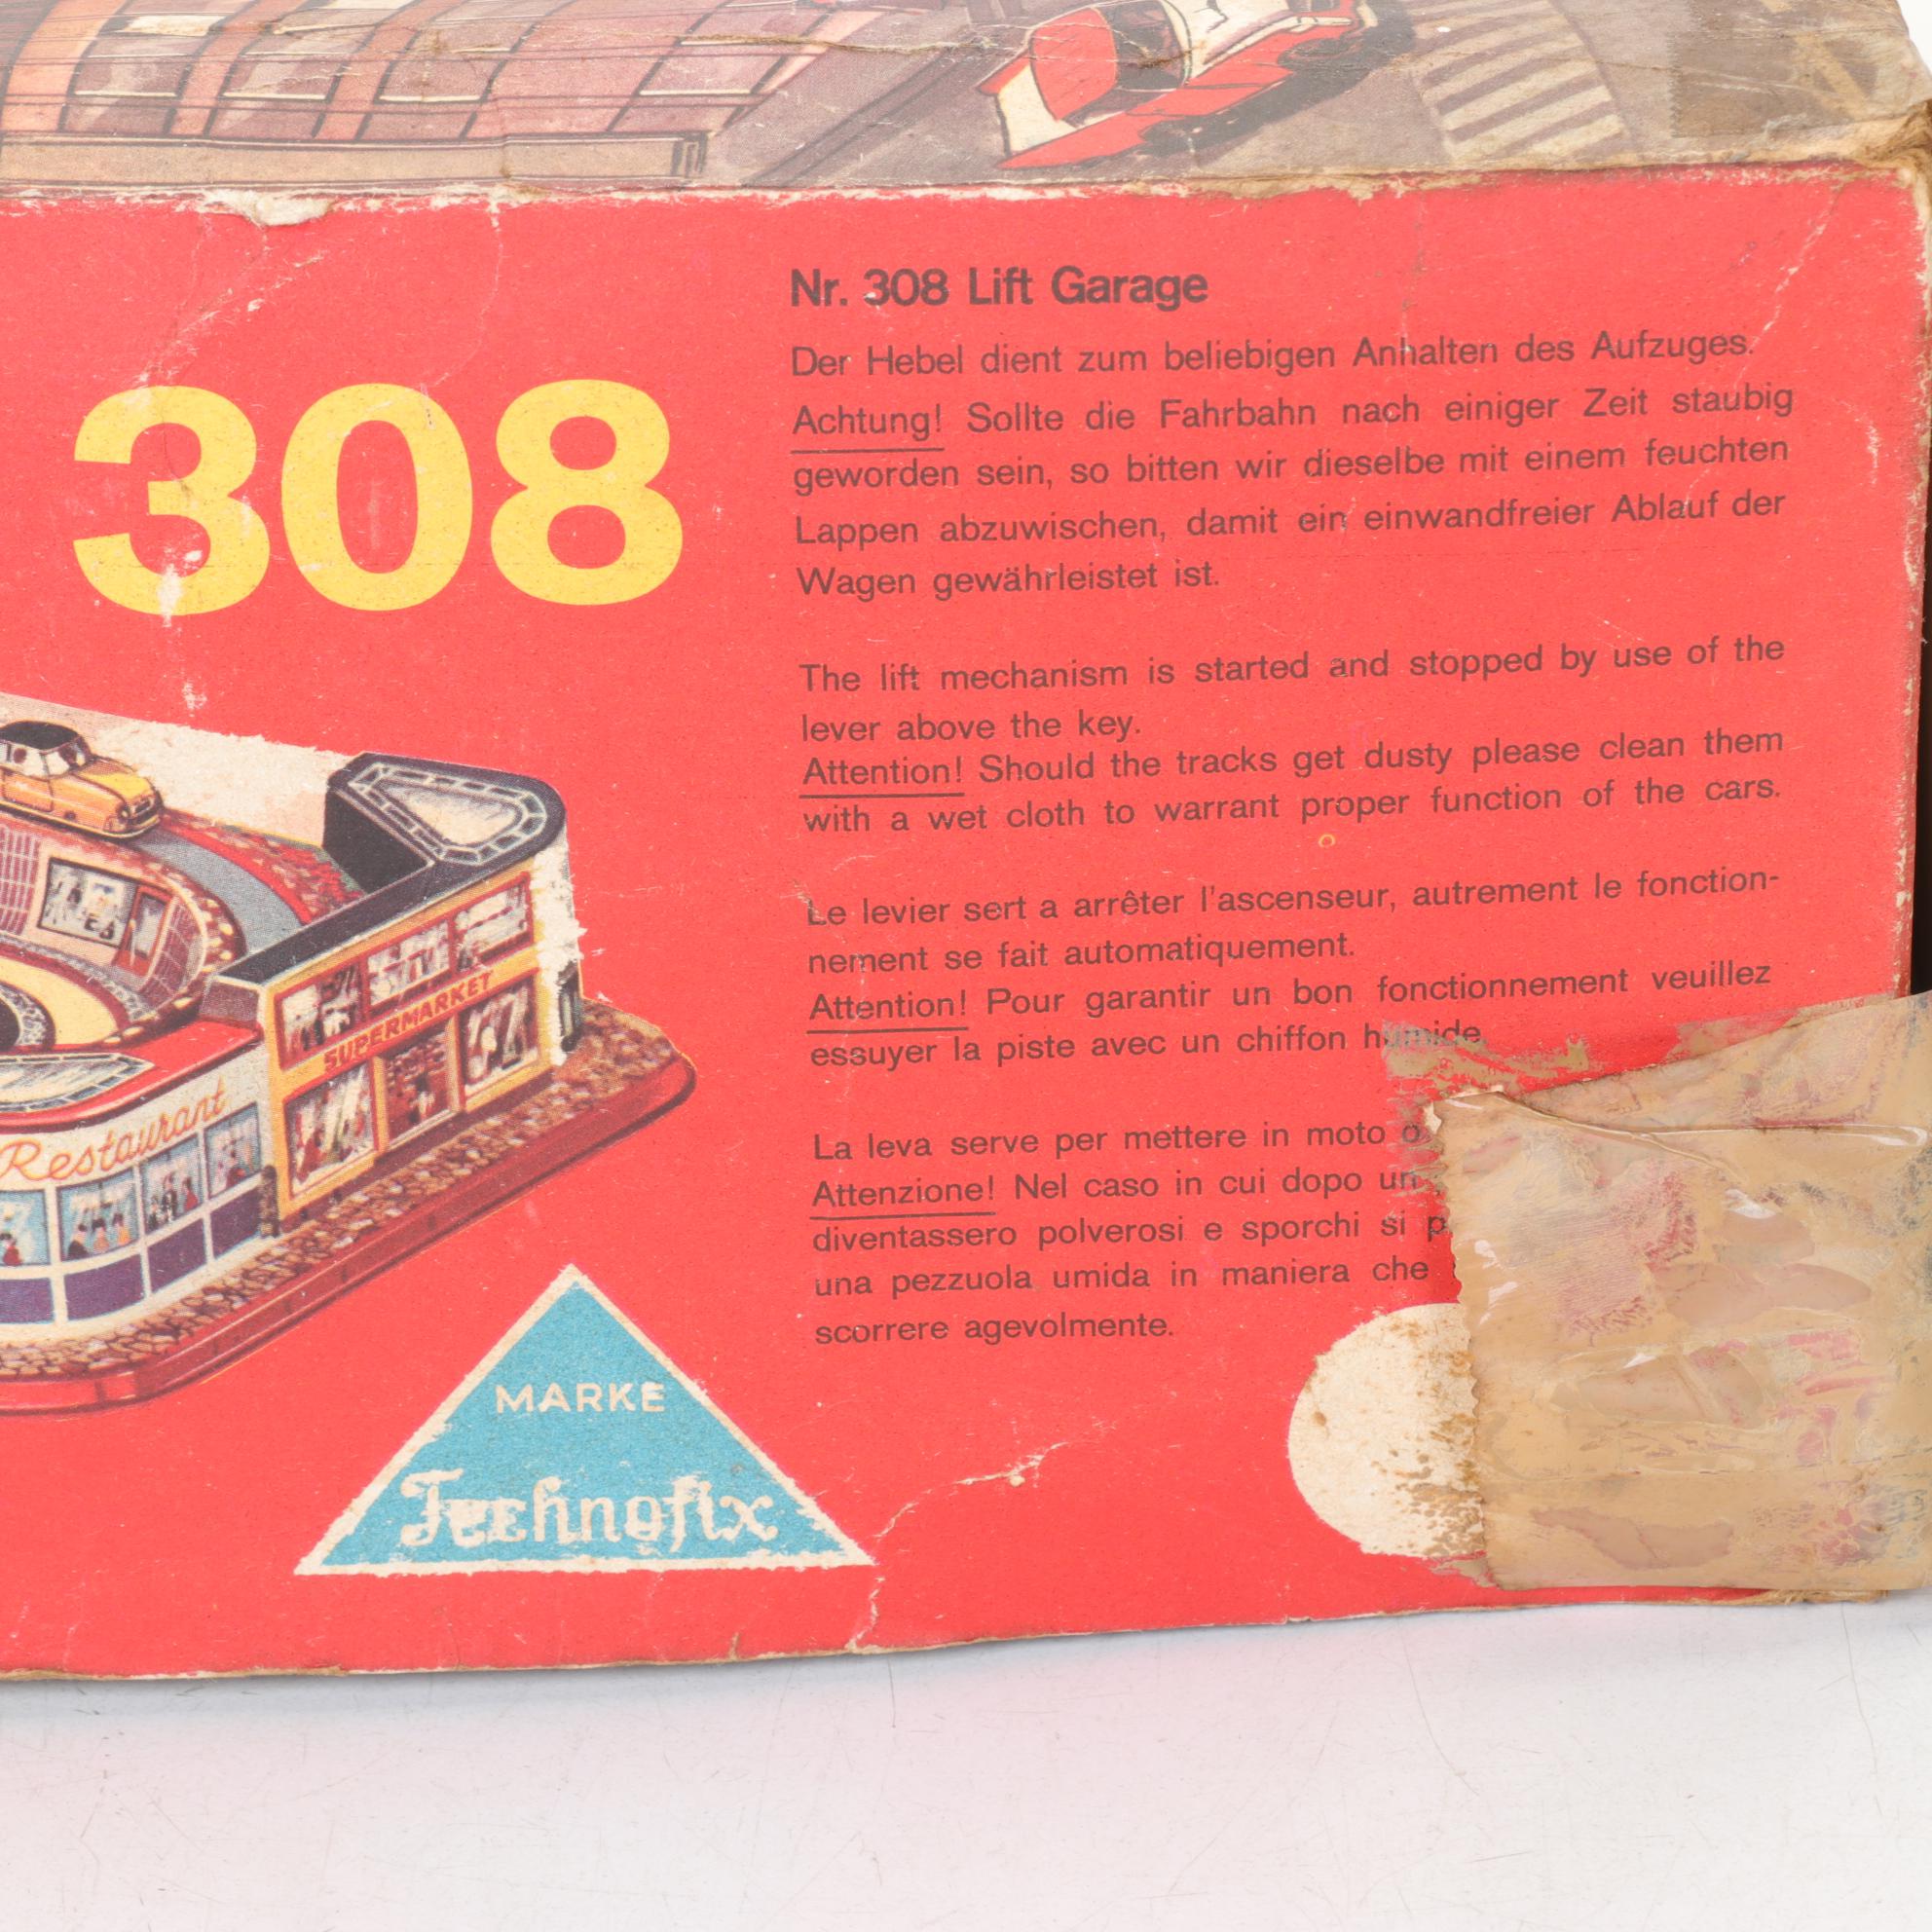 Nr. 308 Lift Garage
Der Hebel dient zum beliebigen Anhalten des Aufzuges.
Achtung! Sollte die Fahrbahn nach einiger Zeit staubig
geworden sein, so bitten wir dieselbe mit einem feuchten
Lappen abzuwischen, damit ein einwandfreier Ablauf der
Wagen gewährleistet ist.
308
The lift mechanism is started and stopped by use of the
lever above the key.
Attention! Should the tracks get dusty please clean them
with a wet cloth to warrant proper function of the cars.
Le levier sert a arrêter l'ascenseur, autrement le fonction-
nement se fait automatiquement.
Attention! Pour garantir un bon fonctionnement veuillez
essuyer la piste avec un chiffon humide
La leva serve per mettere in moto
Attenzione! Nel caso in cui dopo un
diventassero polverosi e sporchi si
una pezzuola umida in maniera che
scorrere agevolmente.
SUPERMARKET
Restaurant
MARKE
Technofix